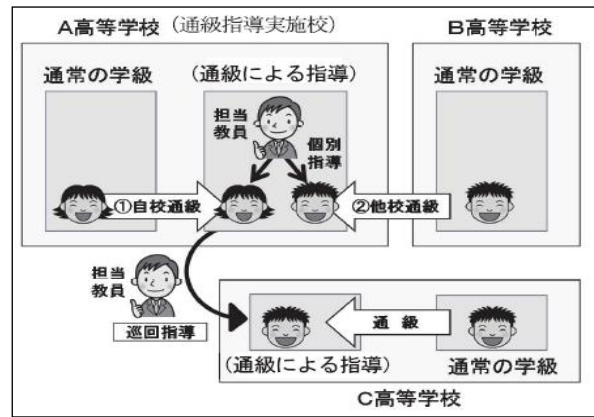 A高等学校(通級指導実施校)
B高等学校
通常の学級
(通級による指導)
通常の学級
担当
教員
個別
指導
①自校通級
②他校通級
担当
教員
巡回指導
通級
(通級による指導)
通常の学級
C高等学校